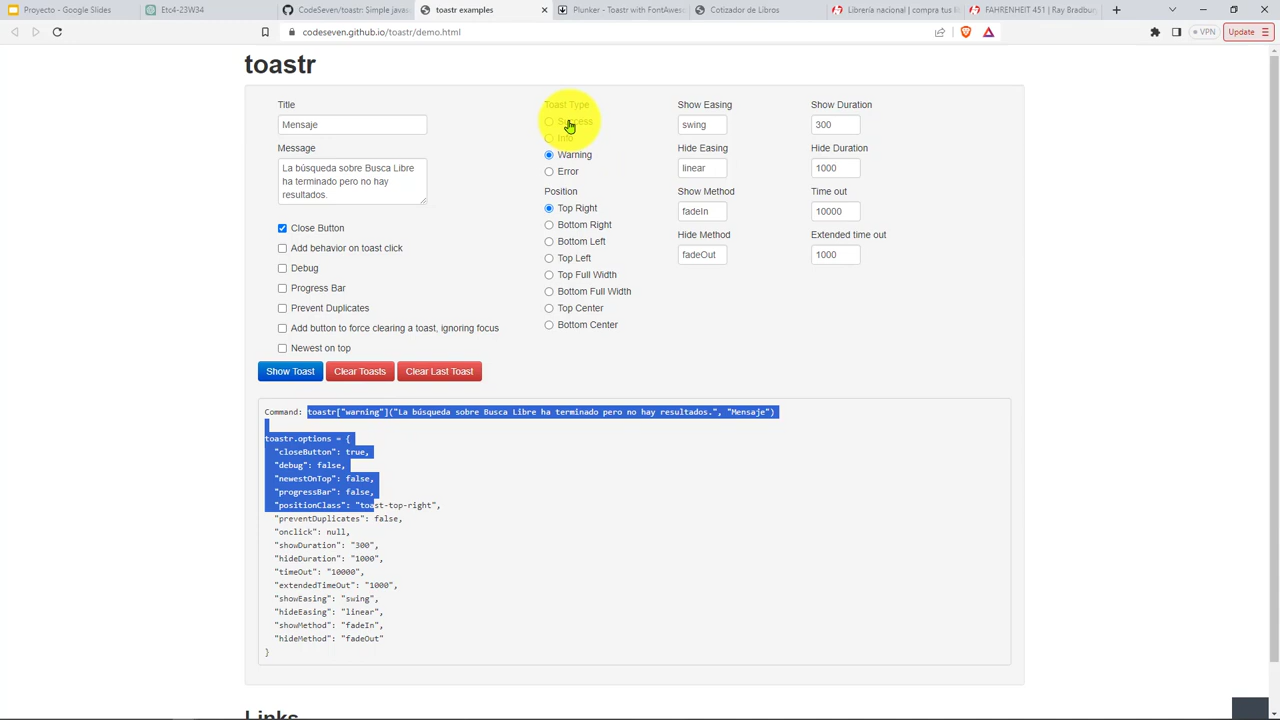 Proyecto - Google Slides
Etc4-23W34
CodeSeven/toastr: Simple javas
toastr examples
Plunker - Toastr with FontAwes
Cotizador de Libros
Librería nacional | compra tus l
FAHRENHEIT 451 | Ray Bradbu
codeseven.github.io/toastr/demo.html
VPN
Update
toastr
Title
Mensaje
Message
La búsqueda sobre Busca Libre
ha terminado pero no hay
resultados.
Close Button
Add behavior on toast click
Debug
Progress Bar
Prevent Duplicates
Add button to force clearing a toast, ignoring focus
Newest on top
Toast Type
Success
Info
Warning
Error
Position
Top Right
Bottom Right
Bottom Left
Top Left
Top Full Width
Bottom Full Width
Top Center
Bottom Center
Show Easing
swing
Hide Easing
linear
Show Method
fadeIn
Hide Method
fadeOut
Show Duration
300
Hide Duration
1000
Time out
10000
Extended time out
1000
Show Toast
Clear Toasts
Clear Last Toast
Command: toastr["warning"]("La búsqueda sobre Busca Libre ha terminado pero no hay resultados.", "Mensaje")
toastr.options = {
"closeButton": true,
"debug": false,
"newestOnTop": false,
"progressBar": false,
"positionClass": "toast-top-right",
"preventDuplicates": false,
"onclick": null,
"showDuration": "300",
"hideDuration": "1000",
"timeOut": "10000",
"extendedTimeOut": "1000",
"showEasing": "swing",
"hideEasing": "linear",
"showMethod": "fadeIn",
"hideMethod": "fadeOut"
}
Links